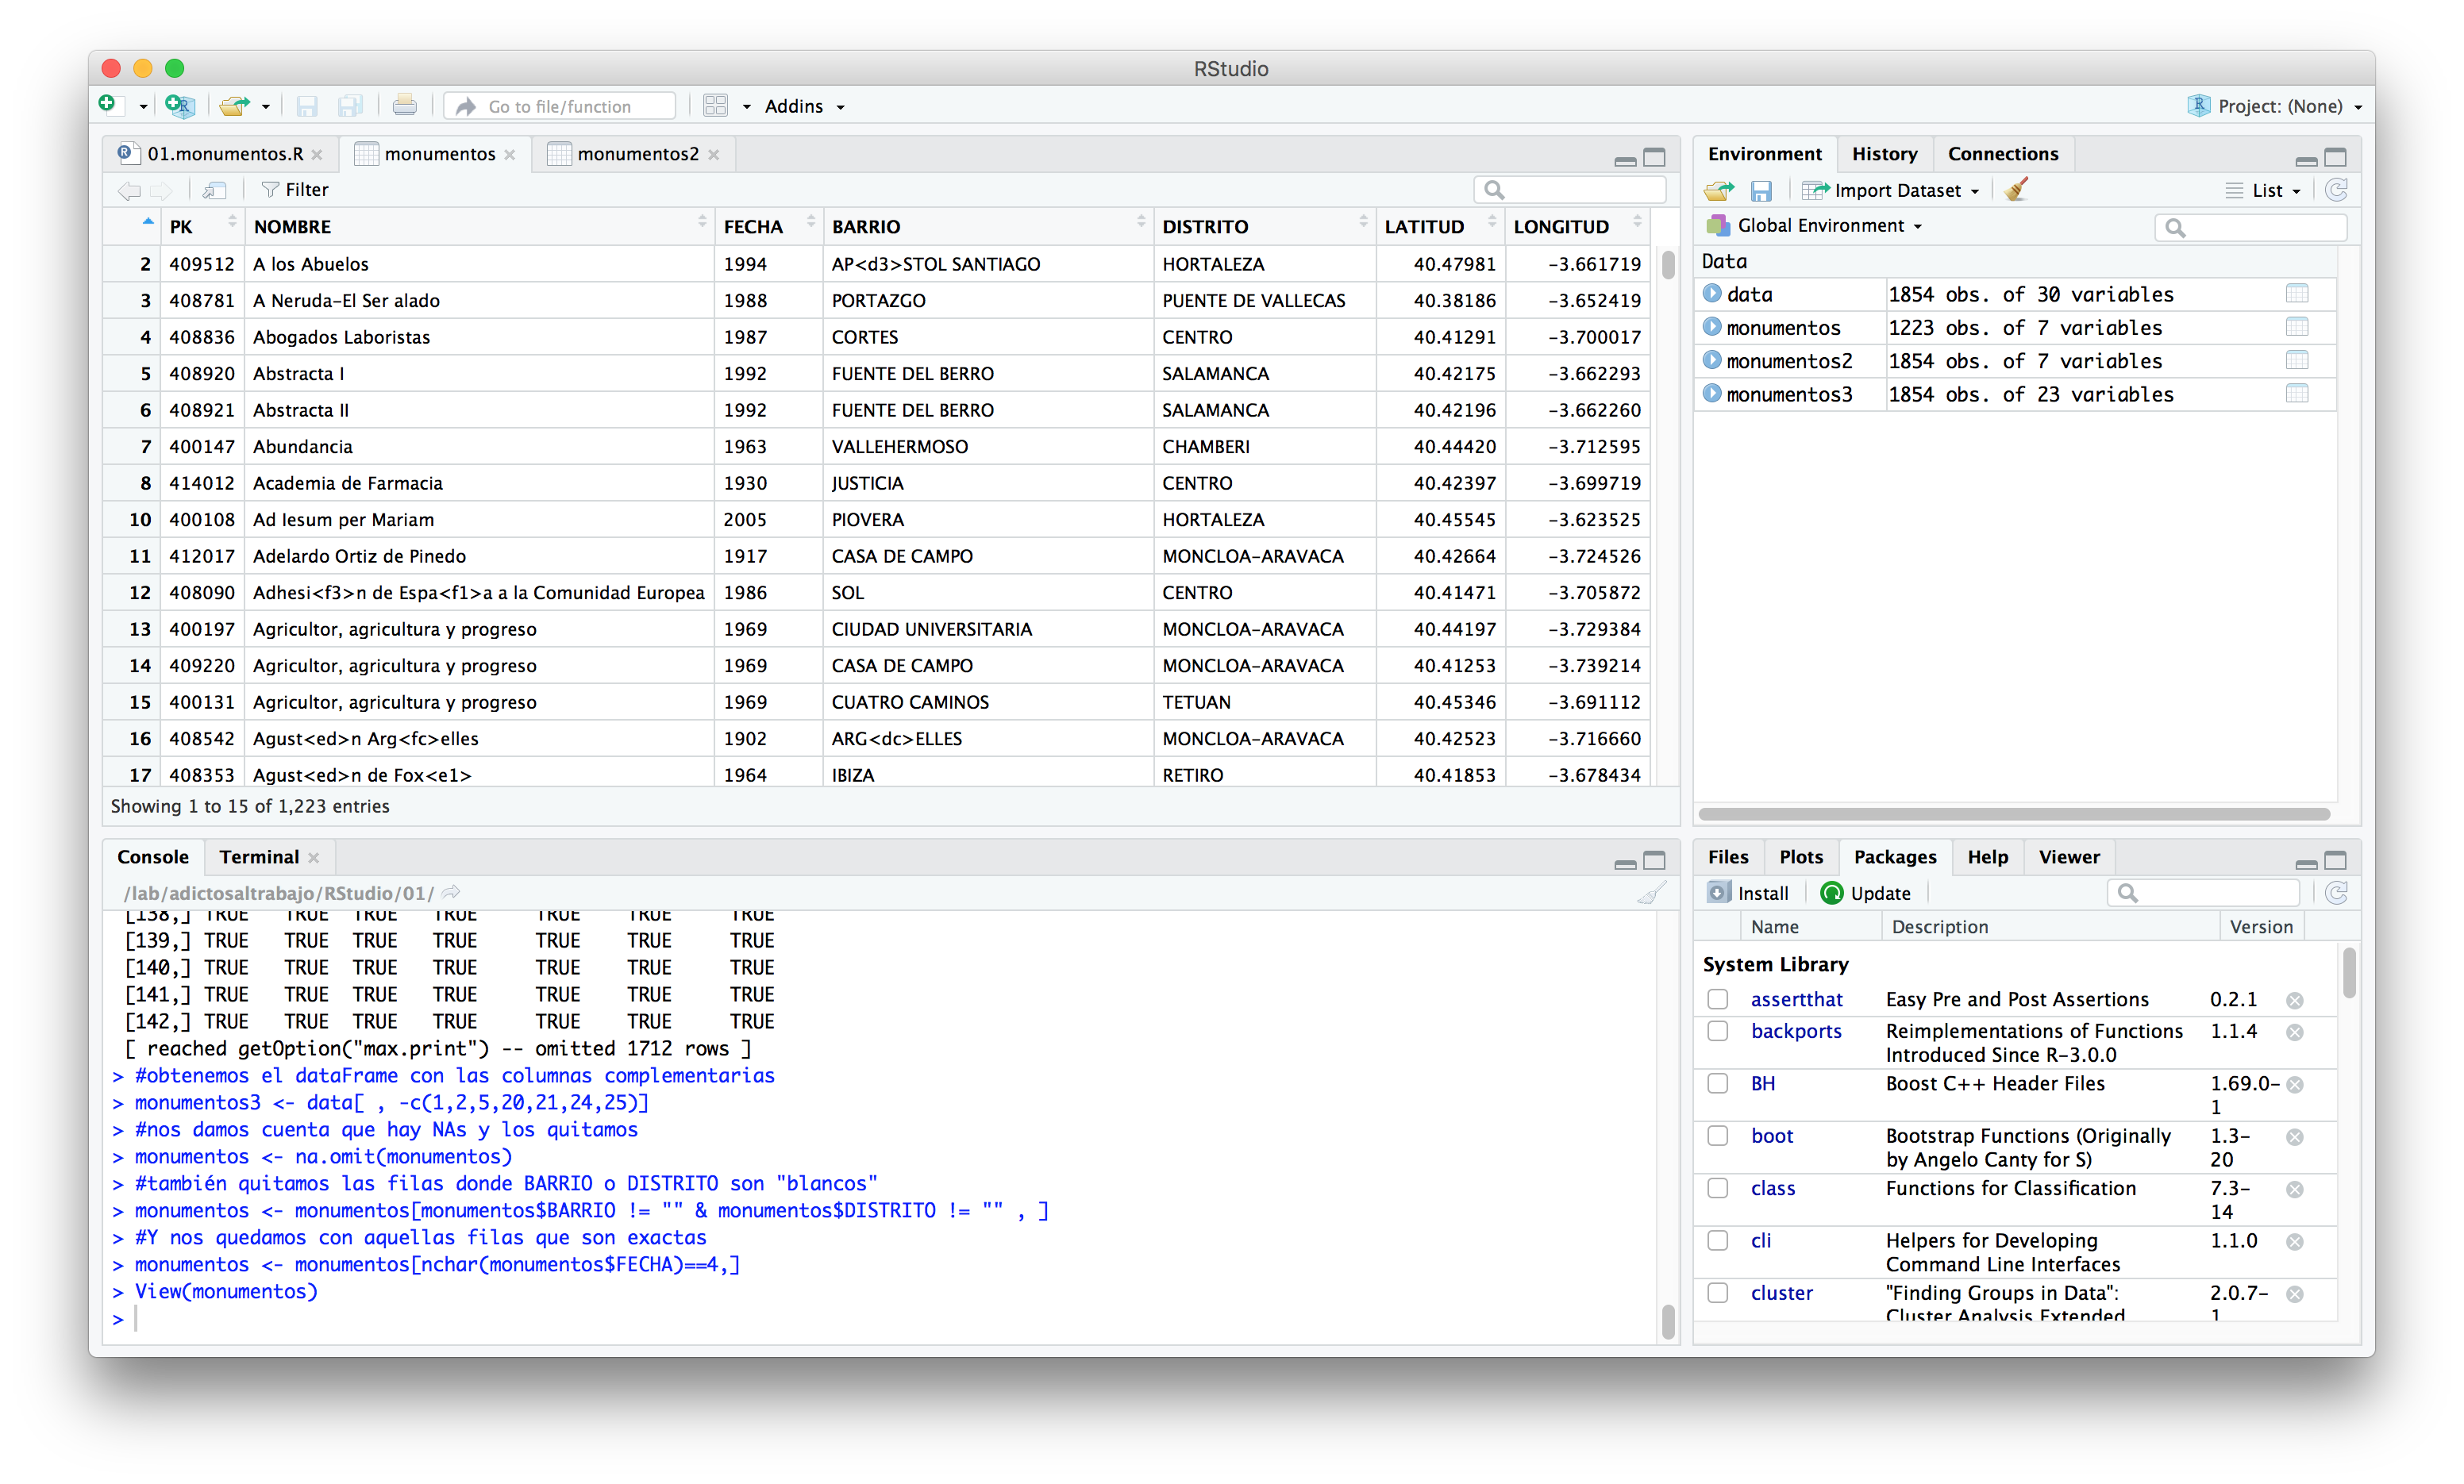 RStudio
Go to file/function Addins Project: (None)
01.monumentos.R monumentos monumentos2
Filter
PK NOMBRE FECHA BARRIO DISTRITO LATITUD LONGITUD
2 409512 A los Abuelos 1994 AP<d3>STOL SANTIAGO HORTALEZA 40.47981 -3.661719
3 408781 A Neruda-El Ser alado 1988 PORTAZGO PUENTE DE VALLECAS 40.38186 -3.652419
4 408836 Abogados Laboristas 1987 CORTES CENTRO 40.41291 -3.700017
5 408920 Abstracta I 1992 FUENTE DEL BERRO SALAMANCA 40.42175 -3.662293
6 408921 Abstracta II 1992 FUENTE DEL BERRO SALAMANCA 40.42196 -3.662260
7 400147 Abundancia 1963 VALLEHERMOSO CHAMBERI 40.44420 -3.712595
8 414012 Academia de Farmacia 1930 JUSTICIA CENTRO 40.42397 -3.699719
10 400108 Ad Iesum per Mariam 2005 PIOVERA HORTALEZA 40.45545 -3.623525
11 412017 Adelardo Ortiz de Pinedo 1917 CASA DE CAMPO MONCLOA-ARAVACA 40.42664 -3.724526
12 408090 Adhesi<f3>n de Espa<f1>a a la Comunidad Europea 1986 SOL CENTRO 40.41471 -3.705872
13 400197 Agricultor, agricultura y progreso 1969 CIUDAD UNIVERSITARIA MONCLOA-ARAVACA 40.44197 -3.729384
14 409220 Agricultor, agricultura y progreso 1969 CASA DE CAMPO MONCLOA-ARAVACA 40.41253 -3.739214
15 400131 Agricultor, agricultura y progreso 1969 CUATRO CAMINOS TETUAN 40.45346 -3.691112
16 408542 Agust<ed>n Arg<fc>elles 1902 ARG<dc>ELLES MONCLOA-ARAVACA 40.42523 -3.716660
17 408353 Agust<ed>n de Fox<e1> 1964 IBIZA RETIRO 40.41853 -3.678434
Showing 1 to 15 of 1,223 entries
Environment History Connections
Import Dataset List
Global Environment
Data
data 1854 obs. of 30 variables
monumentos 1223 obs. of 7 variables
monumentos2 1854 obs. of 7 variables
monumentos3 1854 obs. of 23 variables
Console Terminal
/lab/adictosaltrabajo/RStudio/01/
[138,] TRUE TRUE TRUE TRUE TRUE TRUE TRUE
[139,] TRUE TRUE TRUE TRUE TRUE TRUE TRUE
[140,] TRUE TRUE TRUE TRUE TRUE TRUE TRUE
[141,] TRUE TRUE TRUE TRUE TRUE TRUE TRUE
[142,] TRUE TRUE TRUE TRUE TRUE TRUE TRUE
[ reached getOption("max.print") -- omitted 1712 rows ]
> #obtenemos el dataFrame con las columnas complementarias
> monumentos3 <- data[ , -c(1,2,5,20,21,24,25)]
> #nos damos cuenta que hay NAs y los quitamos
> monumentos <- na.omit(monumentos)
> #también quitamos las filas donde BARRIO o DISTRITO son "blancos"
> monumentos <- monumentos[monumentos$BARRIO != "" & monumentos$DISTRITO != "" , ]
> #Y nos quedamos con aquellas filas que son exactas
> monumentos <- monumentos[nchar(monumentos$FECHA)==4,]
> View(monumentos)
>
Files Plots Packages Help Viewer
Install Update
Name Description Version
System Library
assertthat Easy Pre and Post Assertions 0.2.1
backports Reimplementations of Functions 1.1.4
Introduced Since R-3.0.0
BH Boost C++ Header Files 1.69.0-
1
boot Bootstrap Functions (Originally 1.3-
by Angelo Canty for S) 20
class Functions for Classification 7.3-
14
cli Helpers for Developing 1.1.0
Command Line Interfaces
cluster "Finding Groups in Data": 2.0.7-
Cluster Analysis Extended 1